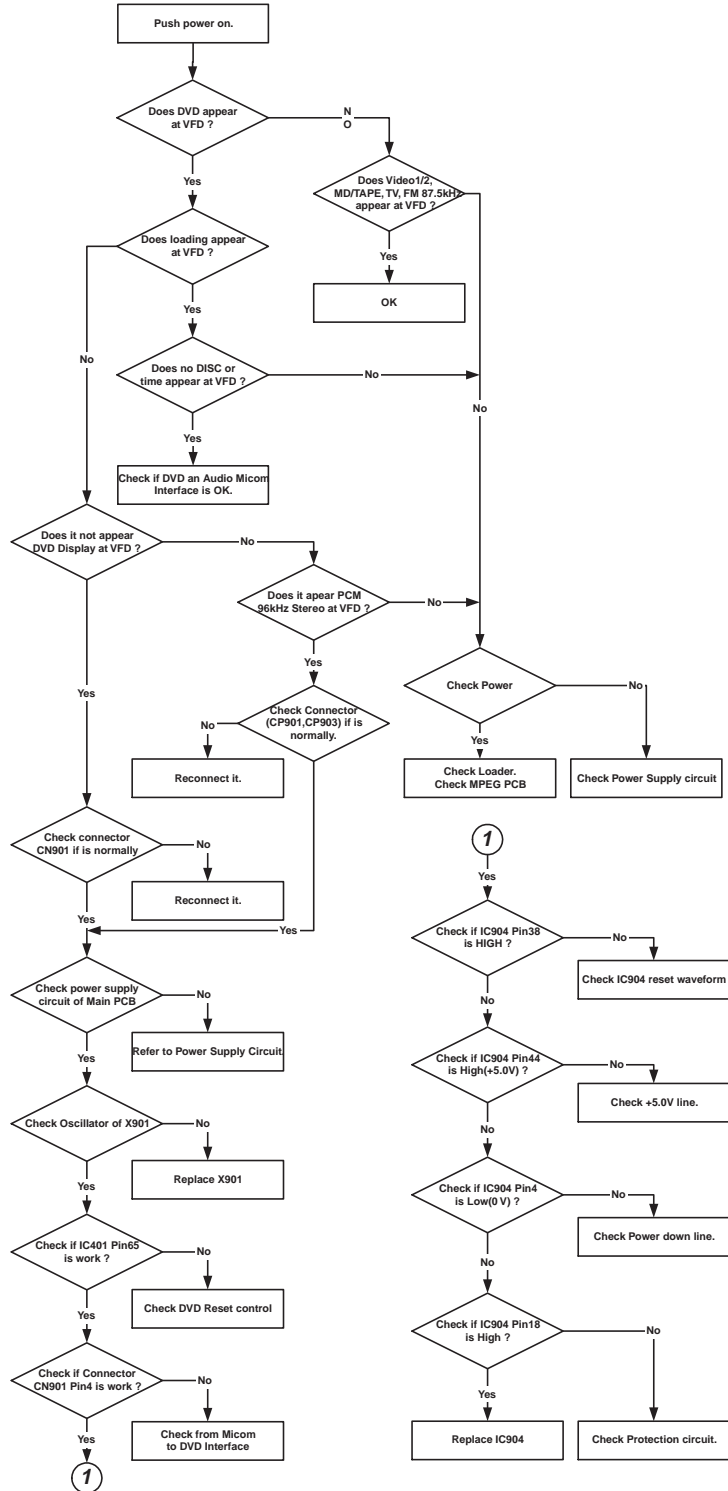 Push power on.
Does DVD appear
at VFD ?
N
O
Yes
Does Video1/2,
MD/TAPE, TV, FM 87.5kHz
appear at VFD ?
Does loading appear
at VFD ?
Yes
OK
Yes
No
Does no DISC or
time appear at VFD ?
No
No
Yes
Check if DVD an Audio Micom
Interface is OK.
Does it not appear
DVD Display at VFD ?
No
Does it apear PCM
96kHz Stereo at VFD ?
No
Yes
Yes
Check Power
No
Check Connector
(CP901,CP903) if is
normally.
No
Yes
Reconnect it.
Check Loader.
Check MPEG PCB
Check Power Supply circuit
Check connector
CN901 if is normally
No
Reconnect it.
Yes
Yes
Check power supply
circuit of Main PCB
No
Refer to Power Supply Circuit.
Yes
Check Oscillator of X901
No
Replace X901
Yes
Check if IC401 Pin65
is work ?
No
Check DVD Reset control
Yes
Check if Connector
CN901 Pin4 is work ?
No
Check from Micom
to DVD Interface
Yes
1
1
Yes
Check if IC904 Pin38
is HIGH ?
No
Check IC904 reset waveform
No
Check if IC904 Pin44
is High(+5.0V) ?
No
Check +5.0V line.
No
Check if IC904 Pin4
is Low(0 V) ?
No
Check Power down line.
No
Check if IC904 Pin18
is High ?
No
Yes
Replace IC904
Check Protection circuit.